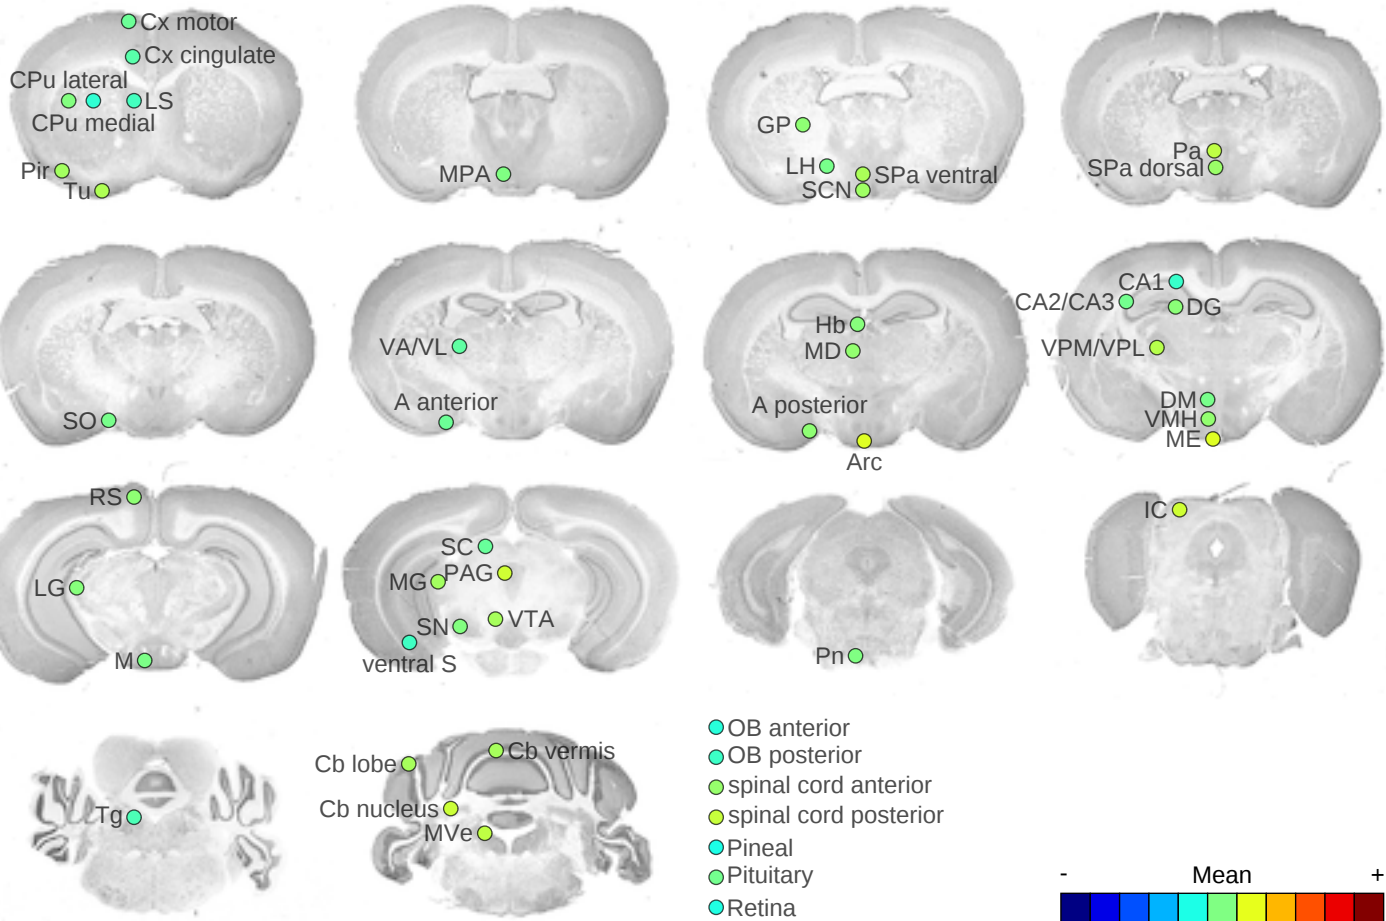 Cx motor
Cx cingulate
CPu lateral
LS
CPu medial
Pir
Tu
MPA
GP
LH
SPa ventral
SCN
Pa
SPa dorsal
SO
VA/VL
A anterior
Hb
MD
A posterior
Arc
CA1
CA2/CA3
DG
VPM/VPL
DM
VMH
ME
RS
LG
M
SC
PAG
MG
VTA
SN
ventral S
Pn
IC
Tg
Cb lobe
Cb vermis
Cb nucleus
MVe
OB anterior
OB posterior
spinal cord anterior
spinal cord posterior
Pineal
Pituitary
Retina
- Mean +